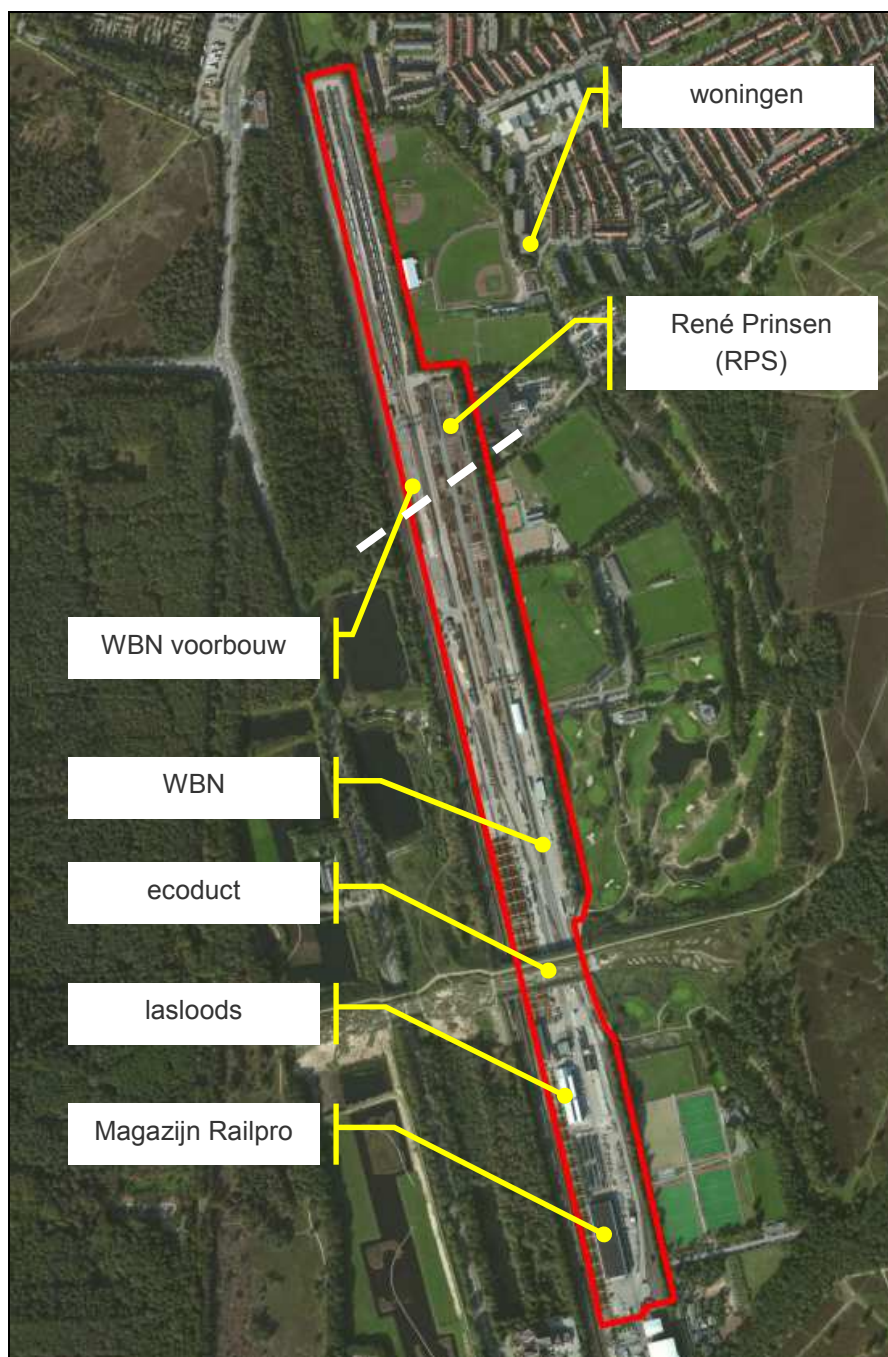 woningen
René Prinsen
(RPS)
WBN voorbouw
WBN
ecoduct
lasloods
Magazijn Railpro